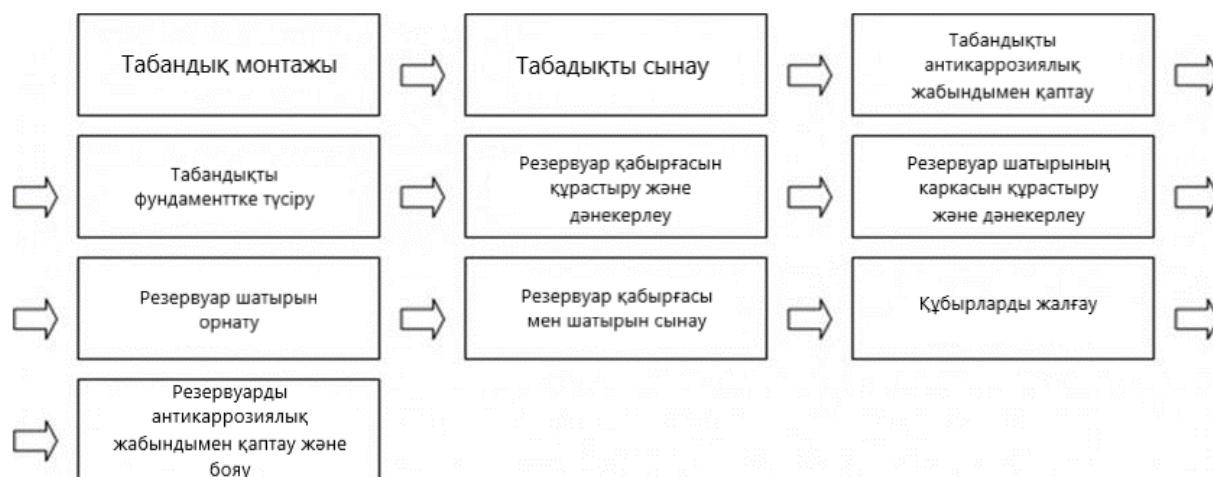 Табандық монтажы
Табадықты сынау
Табандықты
антикаррозиялық
жабындымен қаптау
Табандықты
фундаменттке түсіру
Резервуар қабырғасын
құрастыру және
дәнекерлеу
Резервуар шатырының
каркасын құрастыру
және дәнекерлеу
Резервуар шатырын
орнату
Резервуар қабырғасы
мен шатырын сынау
Құбырларды жалғау
Резервуарды
антикаррозиялық
жабындымен қаптау және
бояу